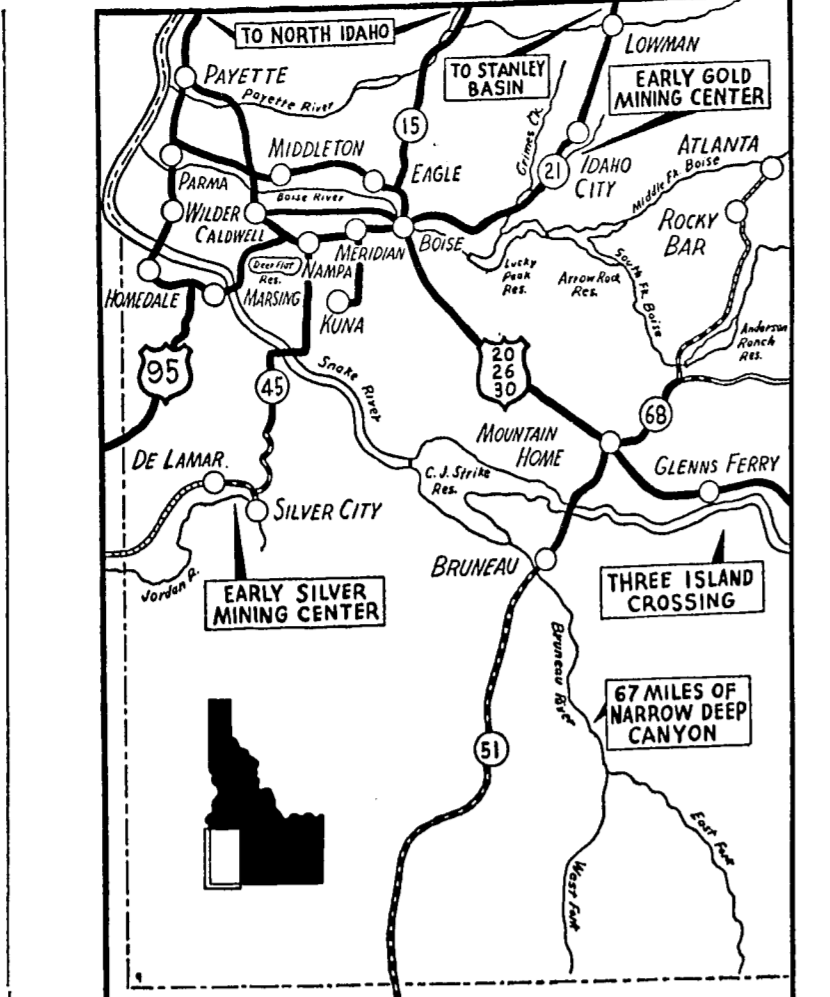 TO NORTH IDAHO
LOWMAN
PAYETTE
Payette River
TO STANLEY
BASIN
EARLY GOLD
MINING CENTER
15
Grimes Ck.
MIDDLETON
EAGLE
21
IDAHO
CITY
ATLANTA
Middle Fk. Boise
PARMA
Boise River
WILDER
CALDWELL
ROCKY
BAR
MERIDIAN
BOISE
Deer Flat
Res.
NAMPA
Lucky
Peak
Res.
Arrow Rock
Res.
South Fk. Boise
HOMEDALE
MARSING
KUNA
Anderson
Ranch
Res.
95
45
Snake
River
20
26
30
68
MOUNTAIN
HOME
DE LAMAR.
C. J. Strike
Res.
GLENNS FERRY
SILVER CITY
BRUNEAU
Jordan R.
EARLY SILVER
MINING CENTER
THREE ISLAND
CROSSING
Bruneau River
67 MILES OF
NARROW DEEP
CANYON
51
East Fork
West Fork